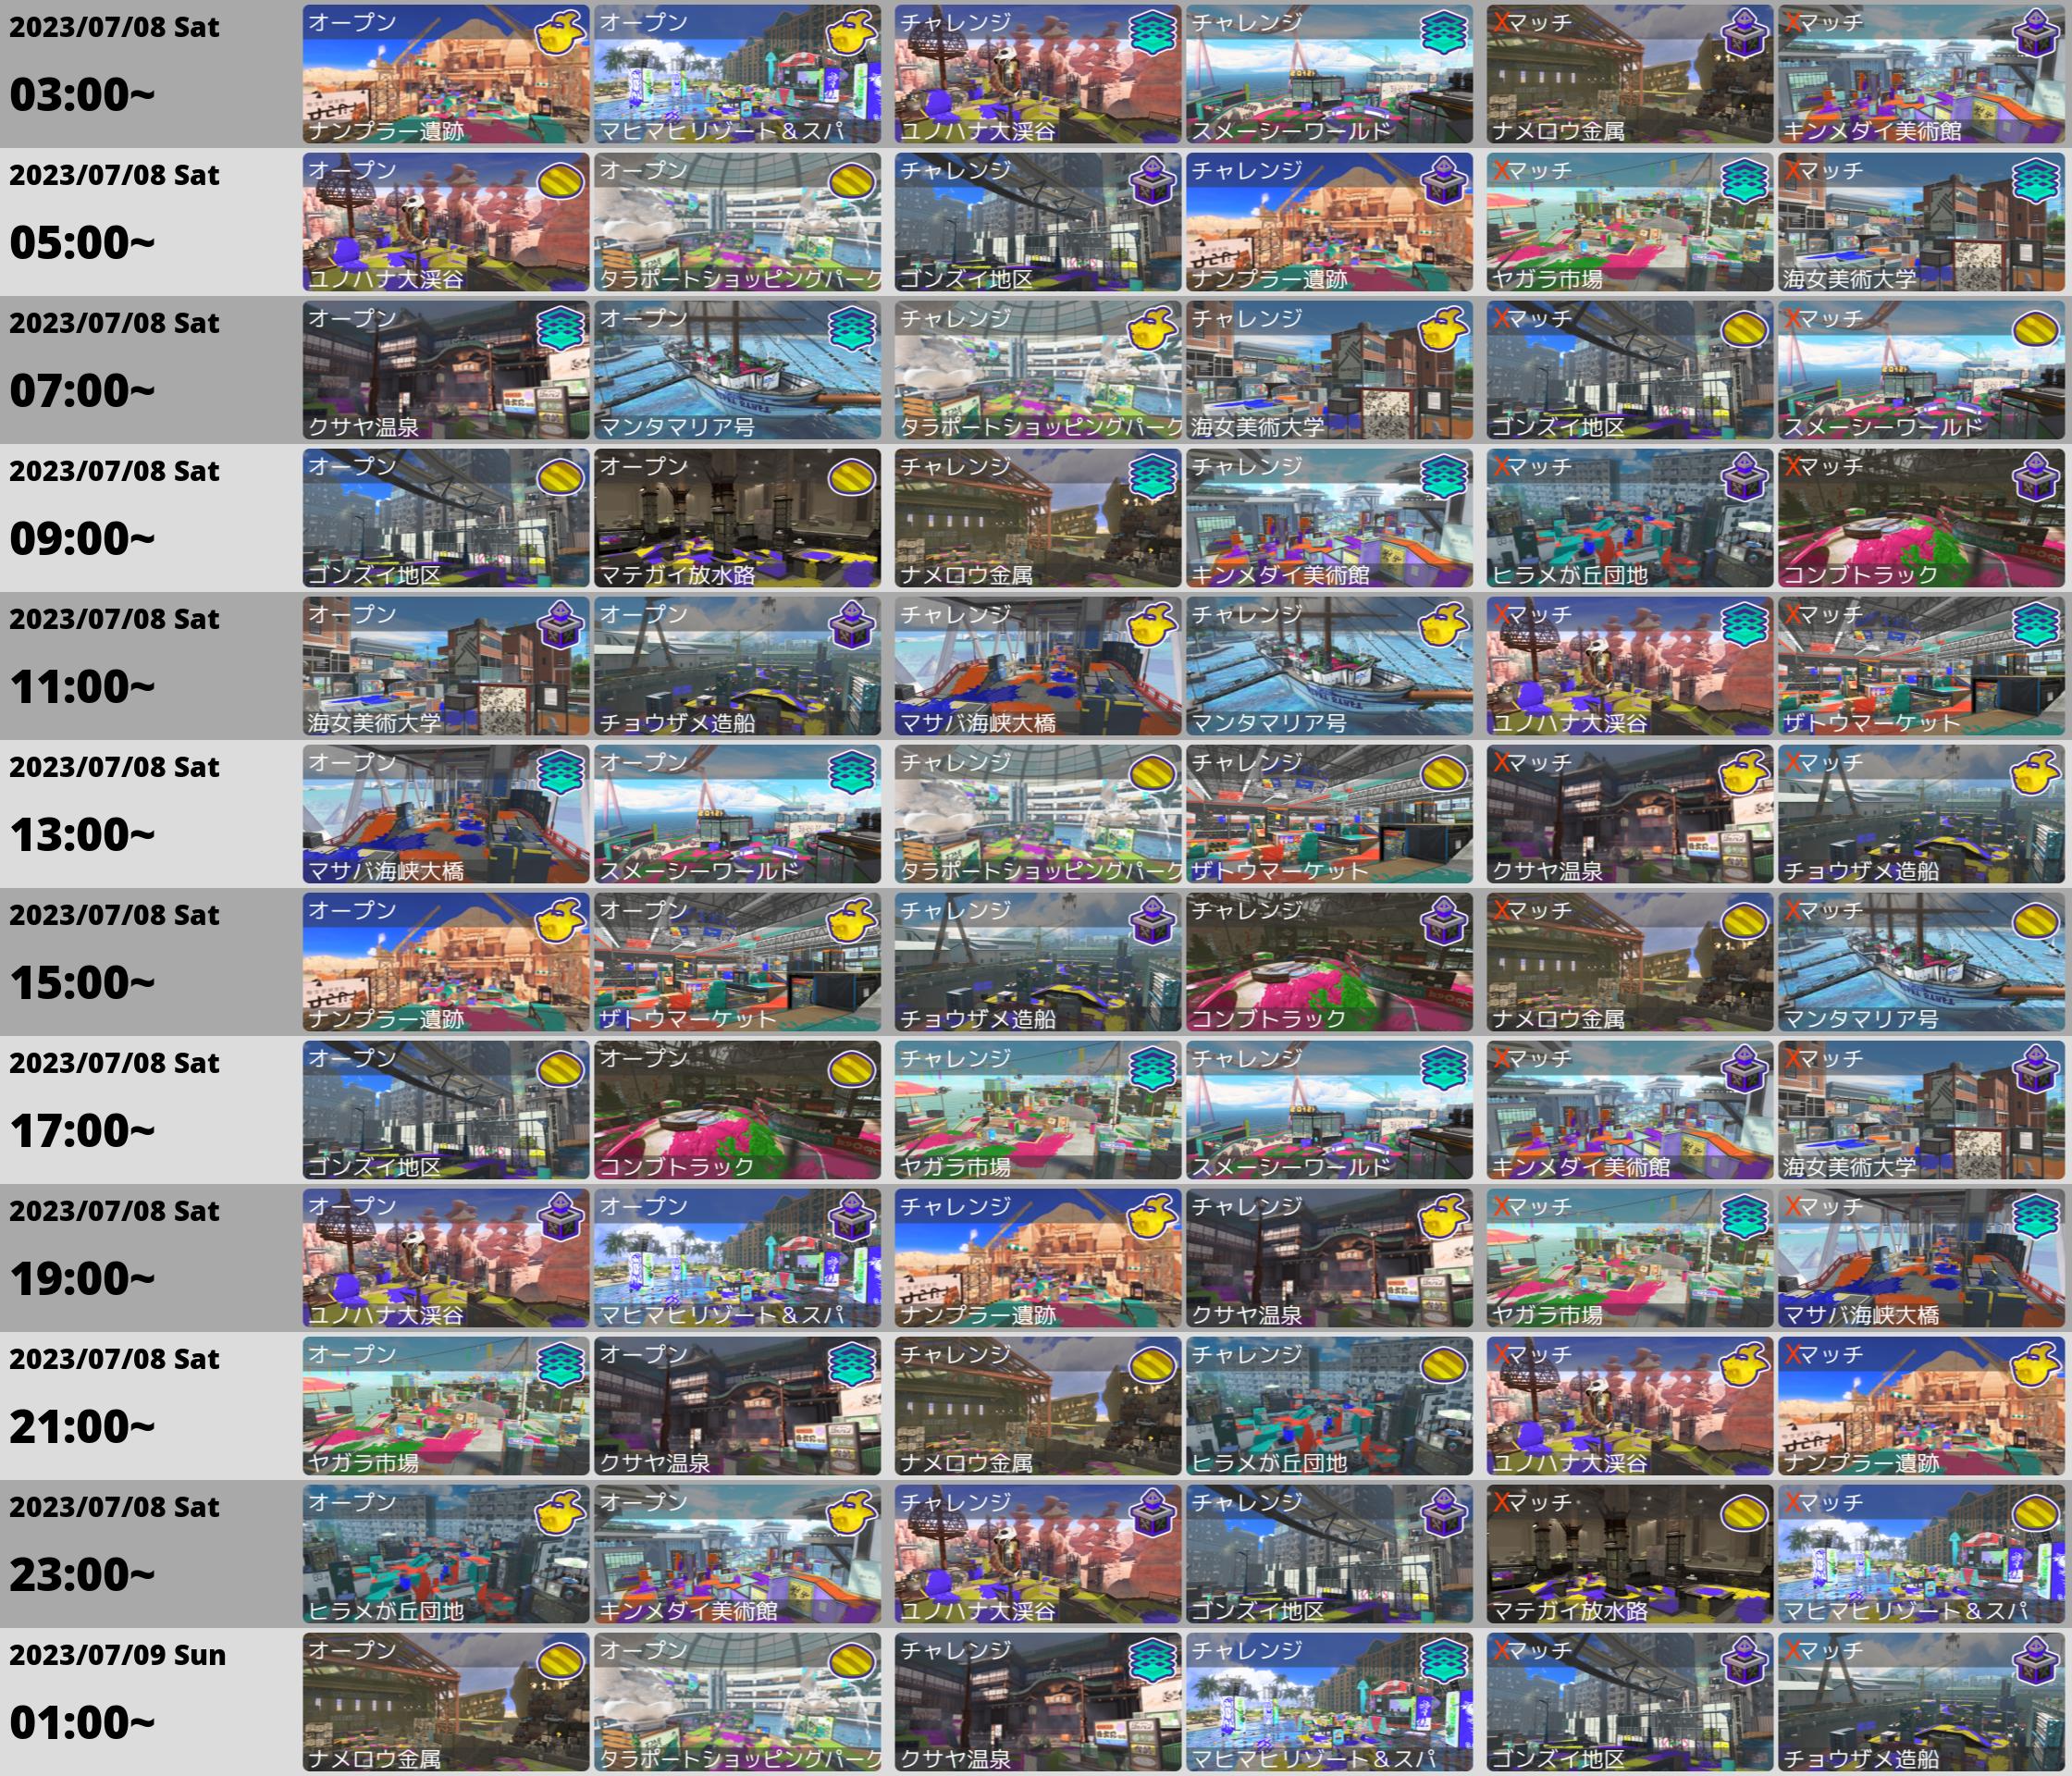 2023/07/08 Sat
03:00~
オープン オープン チャレンジ チャレンジ Xマッチ Xマッチ
ナンプラー遺跡 マヒマヒリゾート＆スパ ユノハナ大渓谷 スメーシーワールド ナメロウ金属 キンメダイ美術館
2023/07/08 Sat
05:00~
オープン オープン チャレンジ チャレンジ Xマッチ Xマッチ
ユノハナ大渓谷 タラポートショッピングパーク ゴンズイ地区 ナンプラー遺跡 ヤガラ市場 海女美術大学
2023/07/08 Sat
07:00~
オープン オープン チャレンジ チャレンジ Xマッチ Xマッチ
クサヤ温泉 マンタマリア号 タラポートショッピングパーク 海女美術大学 ゴンズイ地区 スメーシーワールド
2023/07/08 Sat
09:00~
オープン オープン チャレンジ チャレンジ Xマッチ Xマッチ
ゴンズイ地区 マテガイ放水路 ナメロウ金属 キンメダイ美術館 ヒラメが丘団地 コンブトラック
2023/07/08 Sat
11:00~
オープン オープン チャレンジ チャレンジ Xマッチ Xマッチ
海女美術大学 チョウザメ造船 マサバ海峡大橋 マンタマリア号 ユノハナ大渓谷 ザトウマーケット
2023/07/08 Sat
13:00~
オープン オープン チャレンジ チャレンジ Xマッチ Xマッチ
マサバ海峡大橋 スメーシーワールド タラポートショッピングパーク ザトウマーケット クサヤ温泉 チョウザメ造船
2023/07/08 Sat
15:00~
オープン オープン チャレンジ チャレンジ Xマッチ Xマッチ
ナンプラー遺跡 ザトウマーケット チョウザメ造船 コンブトラック ナメロウ金属 マンタマリア号
2023/07/08 Sat
17:00~
オープン オープン チャレンジ チャレンジ Xマッチ Xマッチ
ゴンズイ地区 コンブトラック ヤガラ市場 スメーシーワールド キンメダイ美術館 海女美術大学
2023/07/08 Sat
19:00~
オープン オープン チャレンジ チャレンジ Xマッチ Xマッチ
ユノハナ大渓谷 マヒマヒリゾート＆スパ ナンプラー遺跡 クサヤ温泉 ヤガラ市場 マサバ海峡大橋
2023/07/08 Sat
21:00~
オープン オープン チャレンジ チャレンジ Xマッチ Xマッチ
ヤガラ市場 クサヤ温泉 ナメロウ金属 ヒラメが丘団地 ユノハナ大渓谷 ナンプラー遺跡
2023/07/08 Sat
23:00~
オープン オープン チャレンジ チャレンジ Xマッチ Xマッチ
ヒラメが丘団地 キンメダイ美術館 ユノハナ大渓谷 ゴンズイ地区 マテガイ放水路 マヒマヒリゾート＆スパ
2023/07/09 Sun
01:00~
オープン オープン チャレンジ チャレンジ Xマッチ Xマッチ
ナメロウ金属 タラポートショッピングパーク クサヤ温泉 マヒマヒリゾート＆スパ ゴンズイ地区 チョウザメ造船